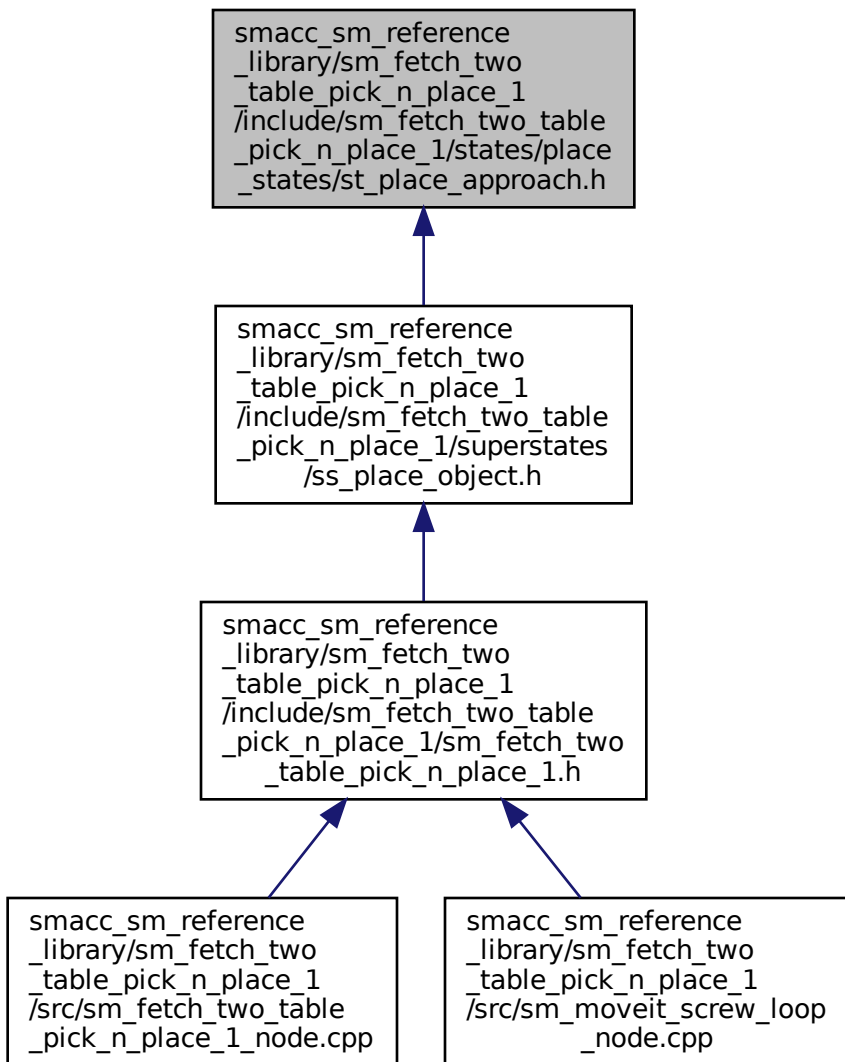 smacc_sm_reference
_library/sm_fetch_two
_table_pick_n_place_1
/include/sm_fetch_two_table
_pick_n_place_1/states/place
_states/st_place_approach.h
smacc_sm_reference
_library/sm_fetch_two
_table_pick_n_place_1
/include/sm_fetch_two_table
_pick_n_place_1/superstates
/ss_place_object.h
smacc_sm_reference
_library/sm_fetch_two
_table_pick_n_place_1
/include/sm_fetch_two_table
_pick_n_place_1/sm_fetch_two
_table_pick_n_place_1.h
smacc_sm_reference
_library/sm_fetch_two
_table_pick_n_place_1
/src/sm_fetch_two_table
_pick_n_place_1_node.cpp
smacc_sm_reference
_library/sm_fetch_two
_table_pick_n_place_1
/src/sm_moveit_screw_loop
_node.cpp